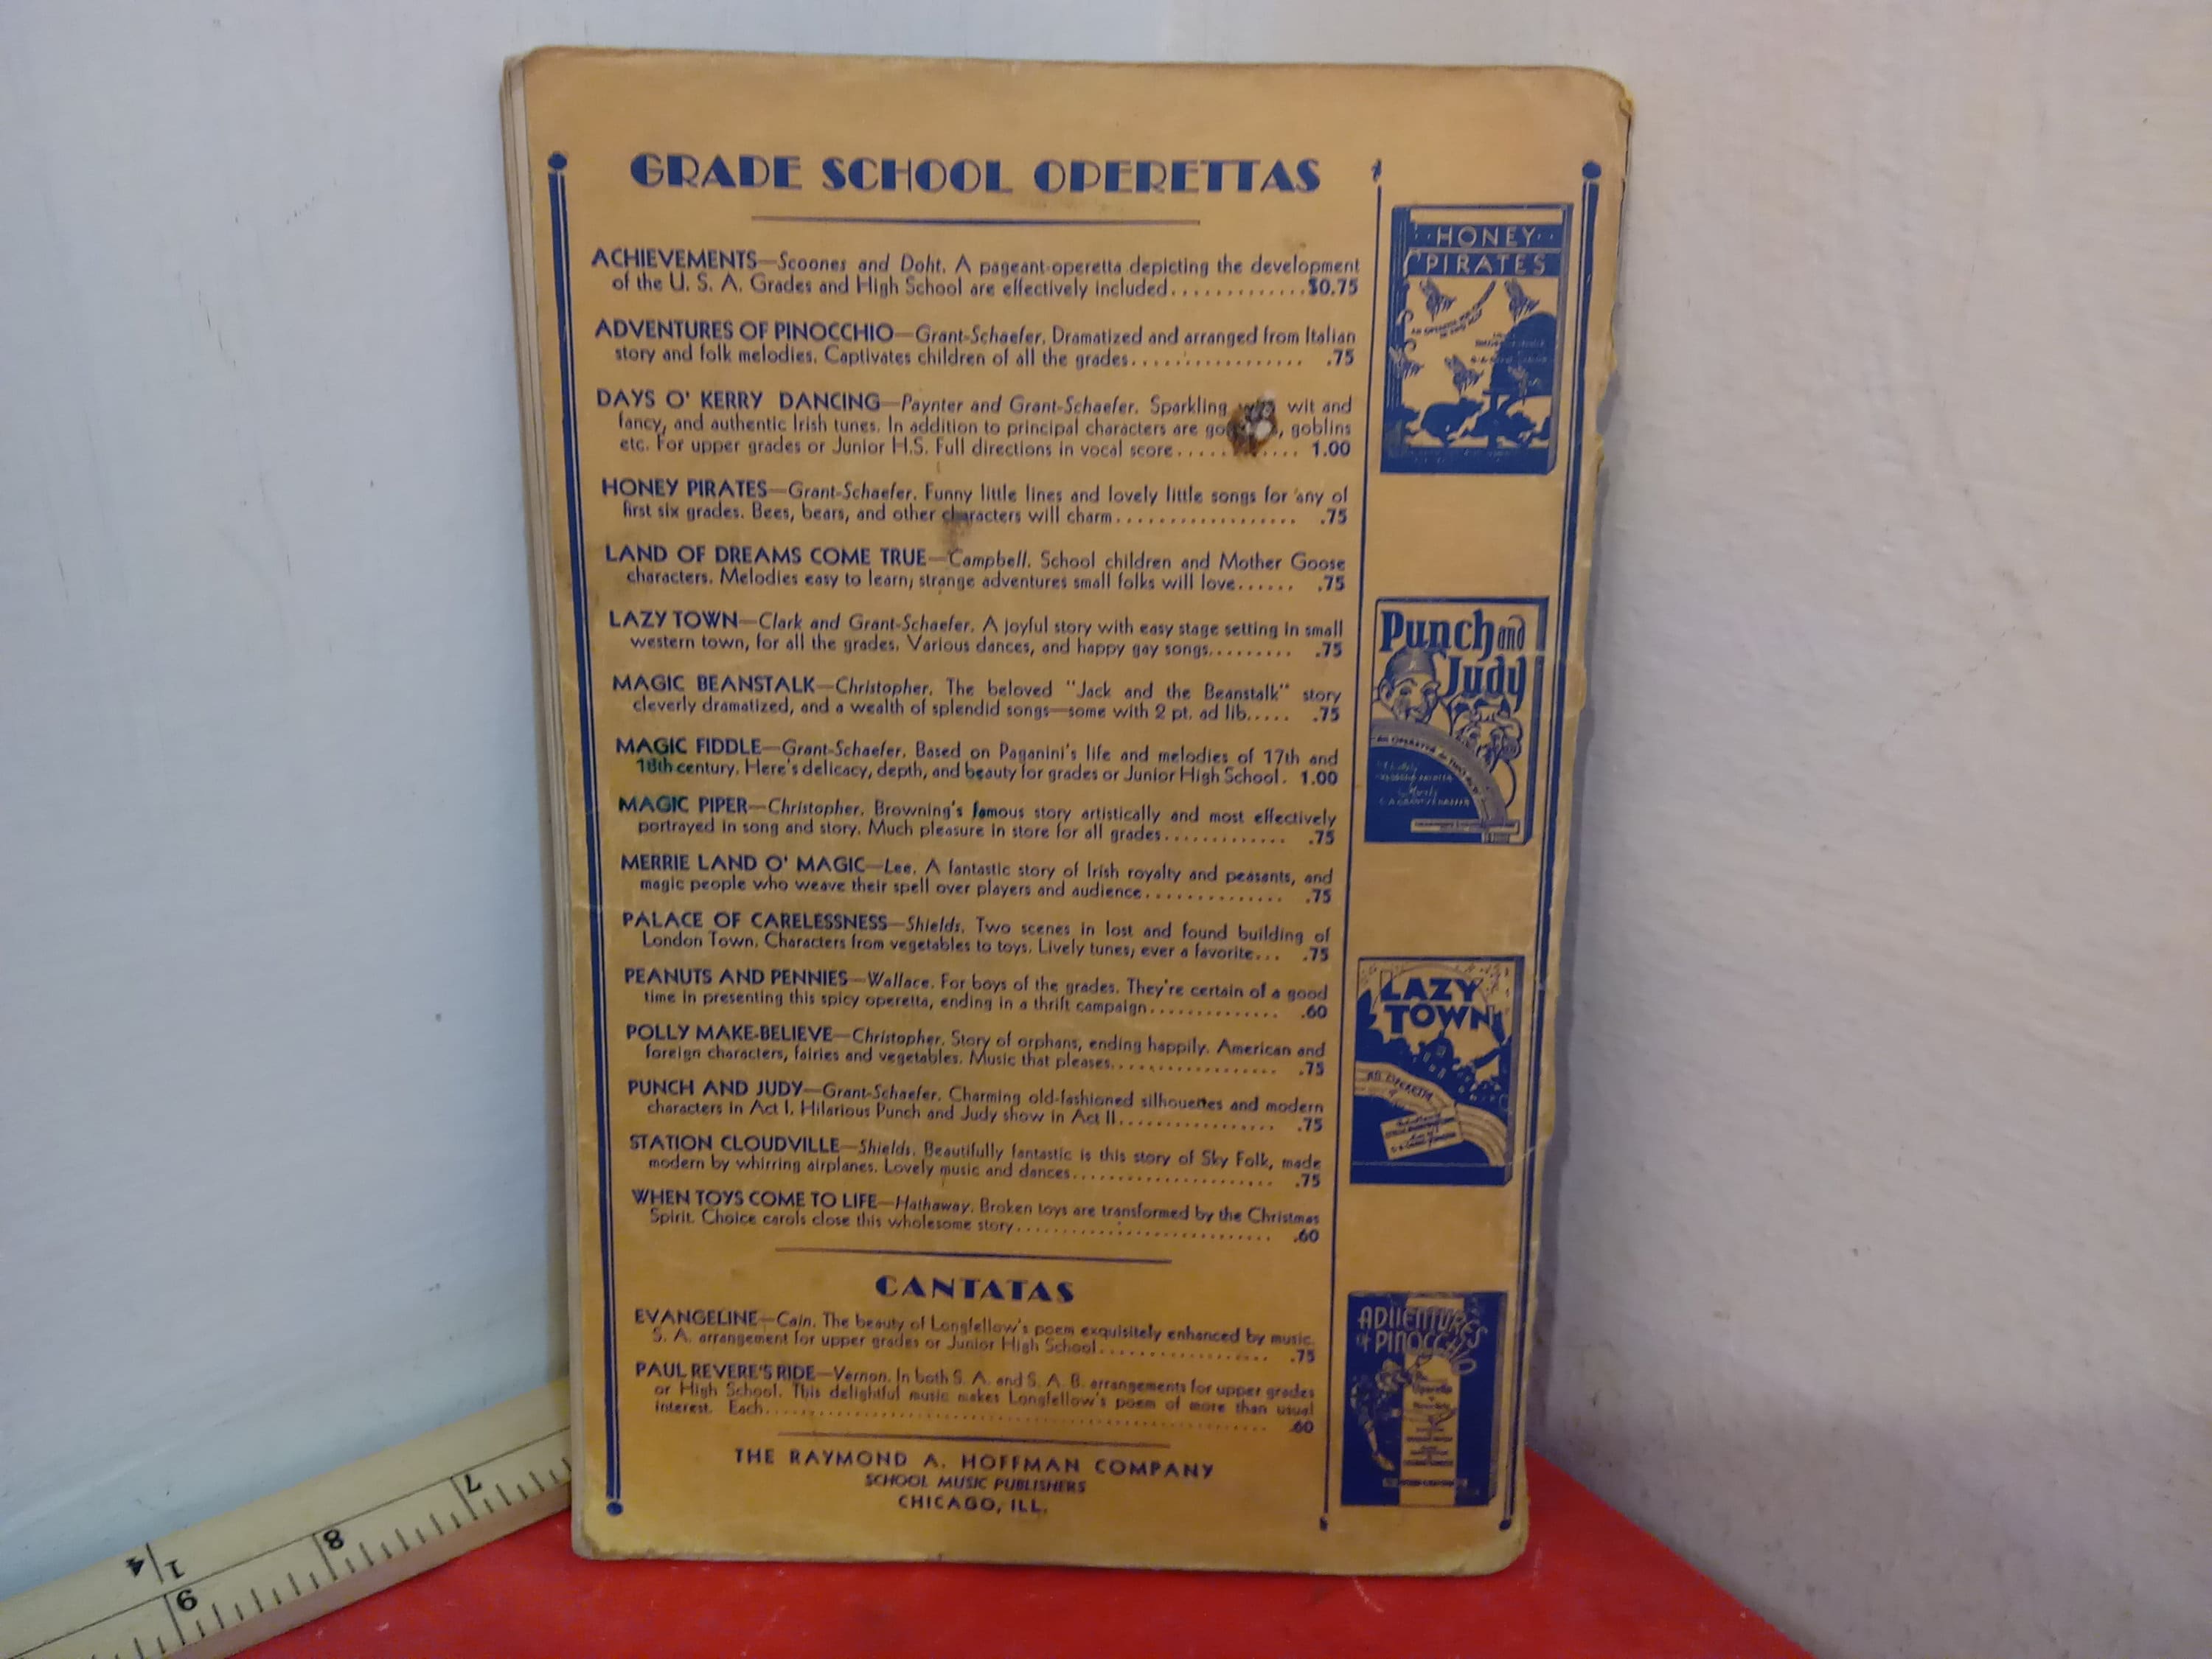 GRADE SCHOOL OPERETTAS
ACHIEVEMENTS—Scoones and Doht. A pageant-operetta depicting the development
of the U. S. A. Grades and High School are effectively included.............$0.75
ADVENTURES OF PINOCCHIO—Grant-Schaefer. Dramatized and arranged from Italian
story and folk melodies. Captivates children of all the grades................. .75
DAYS O' KERRY DANCING—Paynter and Grant-Schaefer. Sparkling wit and
fancy, and authentic Irish tunes. In addition to principal characters are goblins
etc. For upper grades or Junior H.S. Full directions in vocal score............ 1.00
HONEY PIRATES—Grant-Schaefer. Funny little lines and lovely little songs for any of
first six grades. Bees, bears, and other characters will charm.................. .75
LAND OF DREAMS COME TRUE—Campbell. School children and Mother Goose
characters. Melodies easy to learn; strange adventures small folks will love...... .75
LAZY TOWN—Clark and Grant-Schaefer. A joyful story with easy stage setting in small
western town, for all the grades. Various dances, and happy gay songs......... .75
MAGIC BEANSTALK—Christopher. The beloved "Jack and the Beanstalk" story
cleverly dramatized, and a wealth of splendid songs—some with 2 pt. ad lib..... .75
MAGIC FIDDLE—Grant-Schaefer. Based on Paganini's life and melodies of 17th and
18th century. Here's delicacy, depth, and beauty for grades or Junior High School. 1.00
MAGIC PIPER—Christopher. Browning's famous story artistically and most effectively
portrayed in song and story. Much pleasure in store for all grades............. .75
MERRIE LAND O' MAGIC—Lee. A fantastic story of Irish royalty and peasants, and
magic people who weave their spell over players and audience.............. .75
PALACE OF CARELESSNESS—Shields. Two scenes in lost and found building of
London Town. Characters from vegetables to toys. Lively tunes; ever a favorite... .75
PEANUTS AND PENNIES—Wallace. For boys of the grades. They're certain of a good
time in presenting this spicy operetta, ending in a thrift campaign.............. .60
POLLY MAKE-BELIEVE—Christopher. Story of orphans, ending happily. American and
foreign characters, fairies and vegetables. Music that pleases.................. .75
PUNCH AND JUDY—Grant-Schaefer. Charming old-fashioned silhouettes and modern
characters in Act I. Hilarious Punch and Judy show in Act II................. .75
STATION CLOUDVILLE—Shields. Beautifully fantastic is this story of Sky Folk, made
modern by whirring airplanes. Lovely music and dances...................... .75
WHEN TOYS COME TO LIFE—Hathaway. Broken toys are transformed by the Christmas
Spirit. Choice carols close this wholesome story............................ .60
CANTATAS
EVANGELINE—Cain. The beauty of Longfellow's poem exquisitely enhanced by music.
S. A. arrangement for upper grades or Junior High School................... .75
PAUL REVERE'S RIDE—Vernon. In both S. A. and S. A. B. arrangements for upper grades
or High School. This delightful music makes Longfellow's poem of more than usual
interest. Each........................................................ .60
THE RAYMOND A. HOFFMAN COMPANY
SCHOOL MUSIC PUBLISHERS
CHICAGO, ILL.
HONEY
PIRATES
Punch and
Judy
AN OPERETTA IN TWO ACTS
LAZY
TOWN
AN OPERETTA
ADVENTURES
of PINOCCHIO
7
8
1/4
9